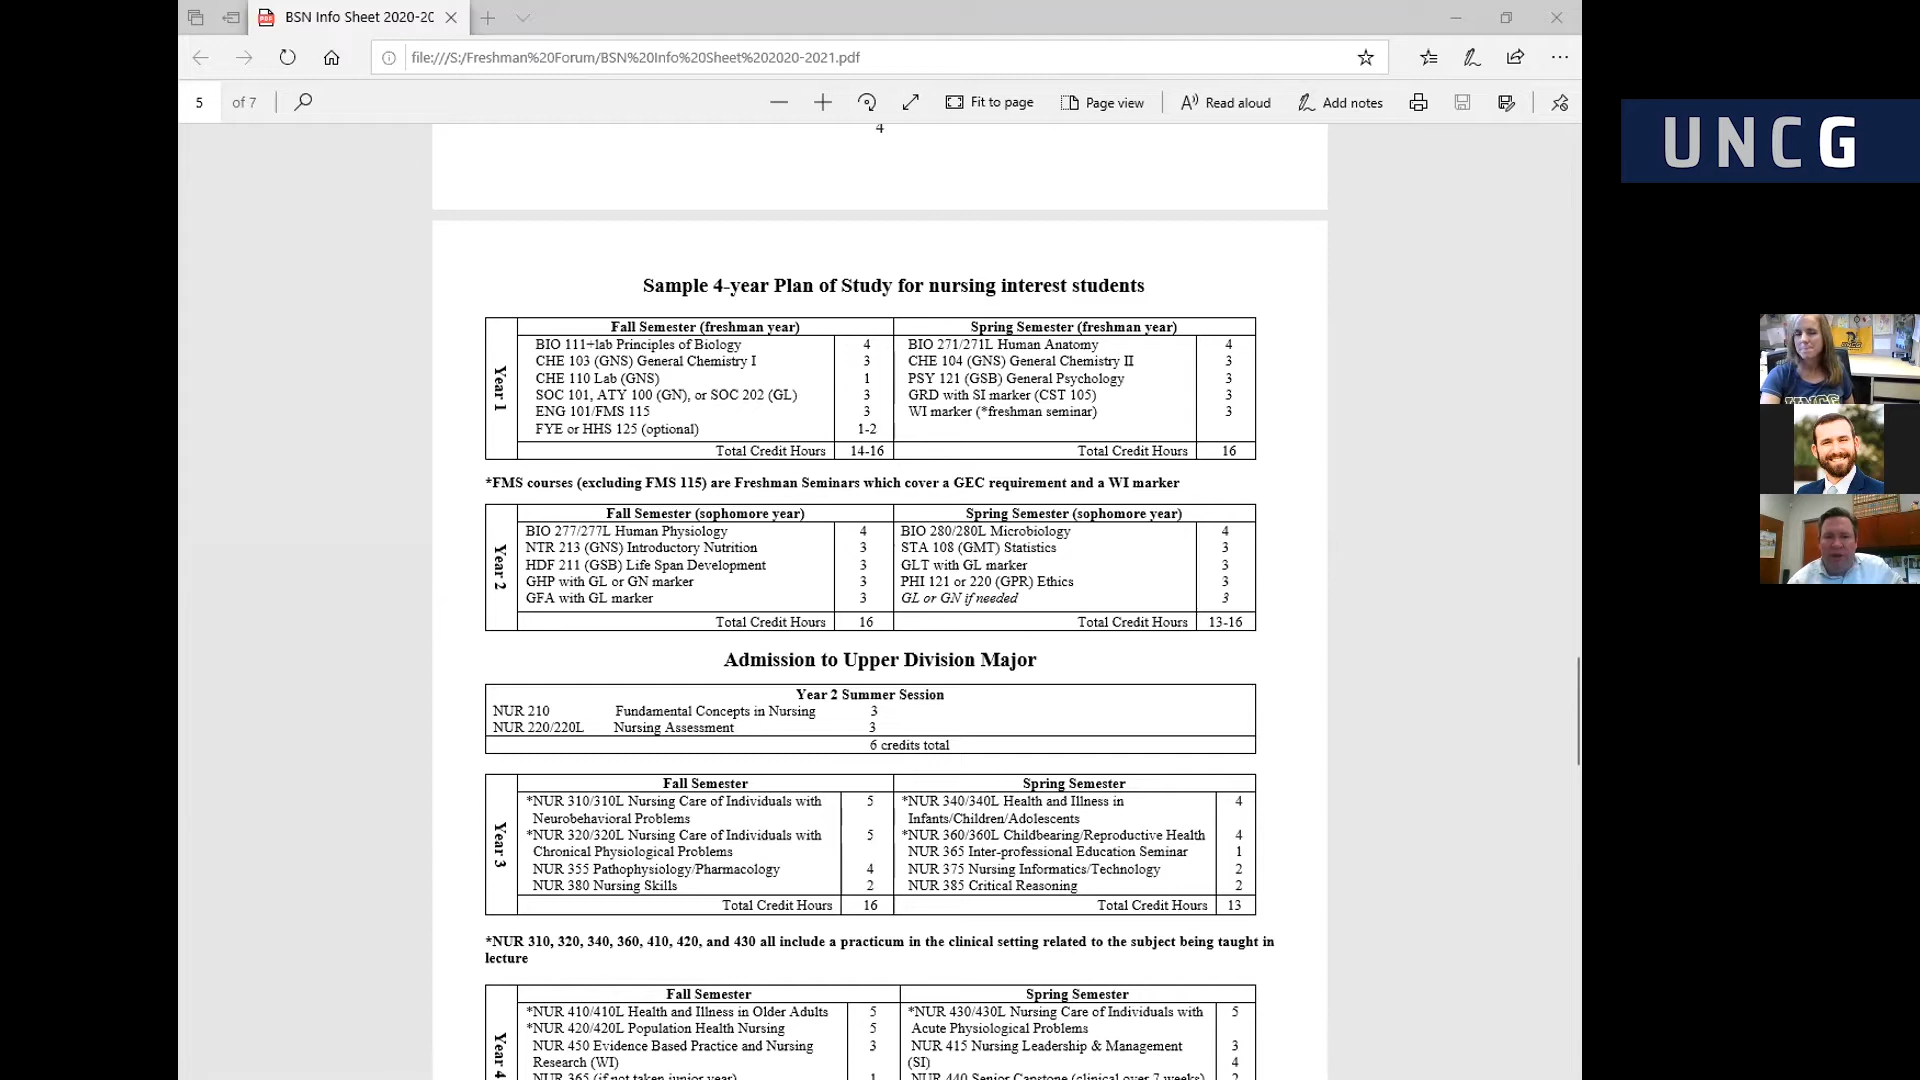 BSN Info Sheet 2020-20
file:///S:/Freshman%20Forum/BSN%20Info%20Sheet%202020-2021.pdf
5 of 7 Fit to page Page view Read aloud Add notes
4
UNCG
Sample 4-year Plan of Study for nursing interest students
Year 1
Fall Semester (freshman year) Spring Semester (freshman year)
BIO 111+lab Principles of Biology 4 BIO 271/271L Human Anatomy 4
CHE 103 (GNS) General Chemistry I 3 CHE 104 (GNS) General Chemistry II 3
CHE 110 Lab (GNS) 1 PSY 121 (GSB) General Psychology 3
SOC 101, ATY 100 (GN), or SOC 202 (GL) 3 GRD with SI marker (CST 105) 3
ENG 101/FMS 115 3 WI marker (*freshman seminar) 3
FYE or HHS 125 (optional) 1-2
Total Credit Hours 14-16 Total Credit Hours 16
*FMS courses (excluding FMS 115) are Freshman Seminars which cover a GEC requirement and a WI marker
Year 2
Fall Semester (sophomore year) Spring Semester (sophomore year)
BIO 277/277L Human Physiology 4 BIO 280/280L Microbiology 4
NTR 213 (GNS) Introductory Nutrition 3 STA 108 (GMT) Statistics 3
HDF 211 (GSB) Life Span Development 3 GLT with GL marker 3
GHP with GL or GN marker 3 PHI 121 or 220 (GPR) Ethics 3
GFA with GL marker 3 GL or GN if needed 3
Total Credit Hours 16 Total Credit Hours 13-16
Admission to Upper Division Major
Year 2 Summer Session
NUR 210 Fundamental Concepts in Nursing 3
NUR 220/220L Nursing Assessment 3
6 credits total
Year 3
Fall Semester Spring Semester
*NUR 310/310L Nursing Care of Individuals with 5 *NUR 340/340L Health and Illness in 4
Neurobehavioral Problems Infants/Children/Adolescents
*NUR 320/320L Nursing Care of Individuals with 5 *NUR 360/360L Childbearing/Reproductive Health 4
Chronical Physiological Problems NUR 365 Inter-professional Education Seminar 1
NUR 355 Pathophysiology/Pharmacology 4 NUR 375 Nursing Informatics/Technology 2
NUR 380 Nursing Skills 2 NUR 385 Critical Reasoning 2
Total Credit Hours 16 Total Credit Hours 13
*NUR 310, 320, 340, 360, 410, 420, and 430 all include a practicum in the clinical setting related to the subject being taught in
lecture
Year 4
Fall Semester Spring Semester
*NUR 410/410L Health and Illness in Older Adults 5 *NUR 430/430L Nursing Care of Individuals with 5
*NUR 420/420L Population Health Nursing 5 Acute Physiological Problems
NUR 450 Evidence Based Practice and Nursing 3 NUR 415 Nursing Leadership & Management 3
Research (WI) (SI) 4
NUR 365 (if not taken junior year) 1 NUR 440 Senior Capstone (clinical over 7 weeks) 2
UNCG